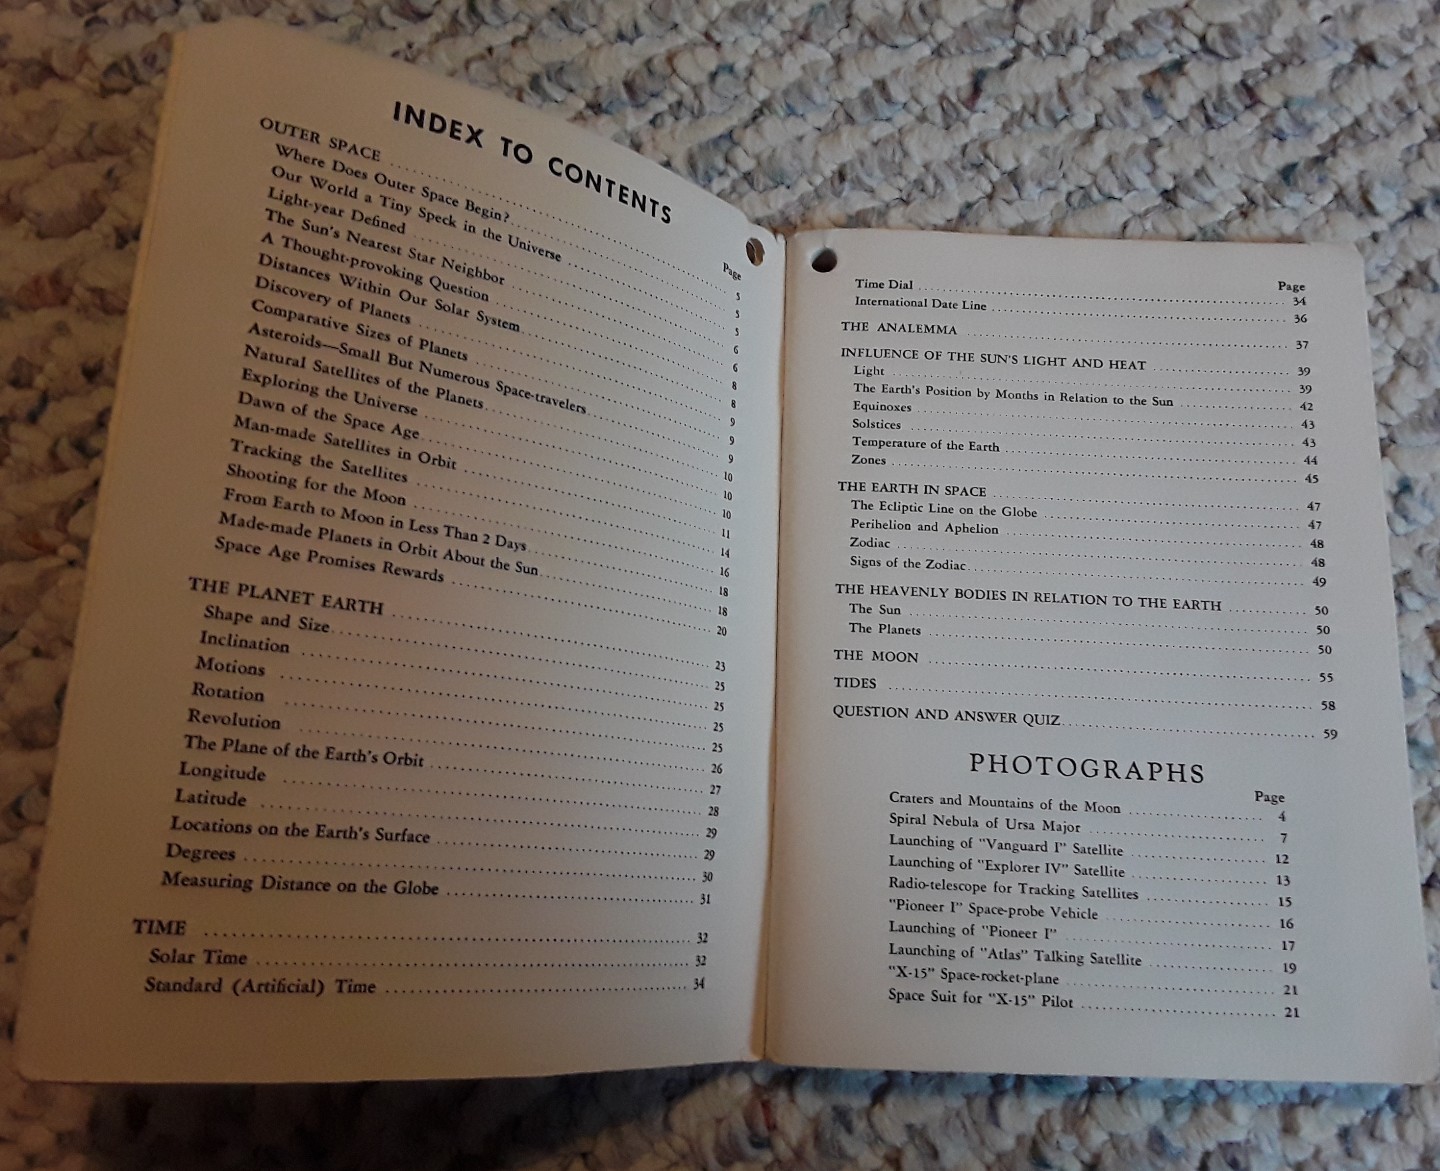 INDEX TO CONTENTS
Page
OUTER SPACE ........ 5
Where Does Outer Space Begin? ........ 5
Our World a Tiny Speck in the Universe ........ 5
Light-year Defined ........ 6
The Sun's Nearest Star Neighbor ........ 6
A Thought-provoking Question ........ 8
Distances Within Our Solar System ........ 8
Discovery of Planets ........ 9
Comparative Sizes of Planets ........ 9
Asteroids—Small But Numerous Space-travelers ........ 9
Natural Satellites of the Planets ........ 10
Exploring the Universe ........ 10
Dawn of the Space Age ........ 10
Man-made Satellites in Orbit ........ 11
Tracking the Satellites ........ 14
Shooting for the Moon ........ 16
From Earth to Moon in Less Than 2 Days ........ 18
Made-made Planets in Orbit About the Sun ........ 18
Space Age Promises Rewards ........ 20
THE PLANET EARTH ........ 23
Shape and Size ........ 25
Inclination ........ 25
Motions ........ 25
Rotation ........ 25
Revolution ........ 26
The Plane of the Earth's Orbit ........ 27
Longitude ........ 28
Latitude ........ 29
Locations on the Earth's Surface ........ 29
Degrees ........ 30
Measuring Distance on the Globe ........ 31
TIME ........ 32
Solar Time ........ 32
Standard (Artificial) Time ........ 34
Page
Time Dial ........ 34
International Date Line ........ 36
THE ANALEMMA ........ 37
INFLUENCE OF THE SUN'S LIGHT AND HEAT ........ 39
Light ........ 39
The Earth's Position by Months in Relation to the Sun ........ 42
Equinoxes ........ 43
Solstices ........ 43
Temperature of the Earth ........ 44
Zones ........ 45
THE EARTH IN SPACE ........ 47
The Ecliptic Line on the Globe ........ 47
Perihelion and Aphelion ........ 48
Zodiac ........ 48
Signs of the Zodiac ........ 49
THE HEAVENLY BODIES IN RELATION TO THE EARTH ........ 50
The Sun ........ 50
The Planets ........ 50
THE MOON ........ 55
TIDES ........ 58
QUESTION AND ANSWER QUIZ ........ 59
PHOTOGRAPHS
Page
Craters and Mountains of the Moon ........ 4
Spiral Nebula of Ursa Major ........ 7
Launching of "Vanguard I" Satellite ........ 12
Launching of "Explorer IV" Satellite ........ 13
Radio-telescope for Tracking Satellites ........ 15
"Pioneer I" Space-probe Vehicle ........ 16
Launching of "Pioneer I" ........ 17
Launching of "Atlas" Talking Satellite ........ 19
"X-15" Space-rocket-plane ........ 21
Space Suit for "X-15" Pilot ........ 21